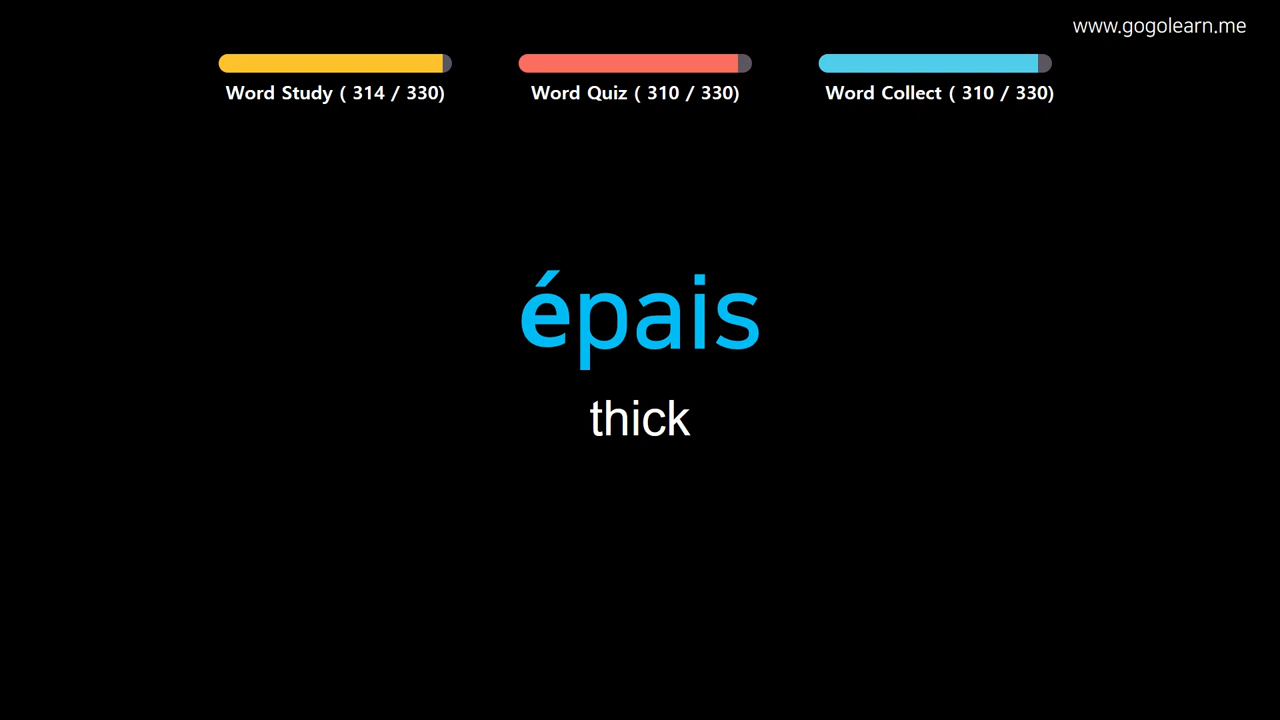 www.gogolearn.me
Word Study ( 314 / 330)
Word Quiz ( 310 / 330)
Word Collect ( 310 / 330)
épais
thick